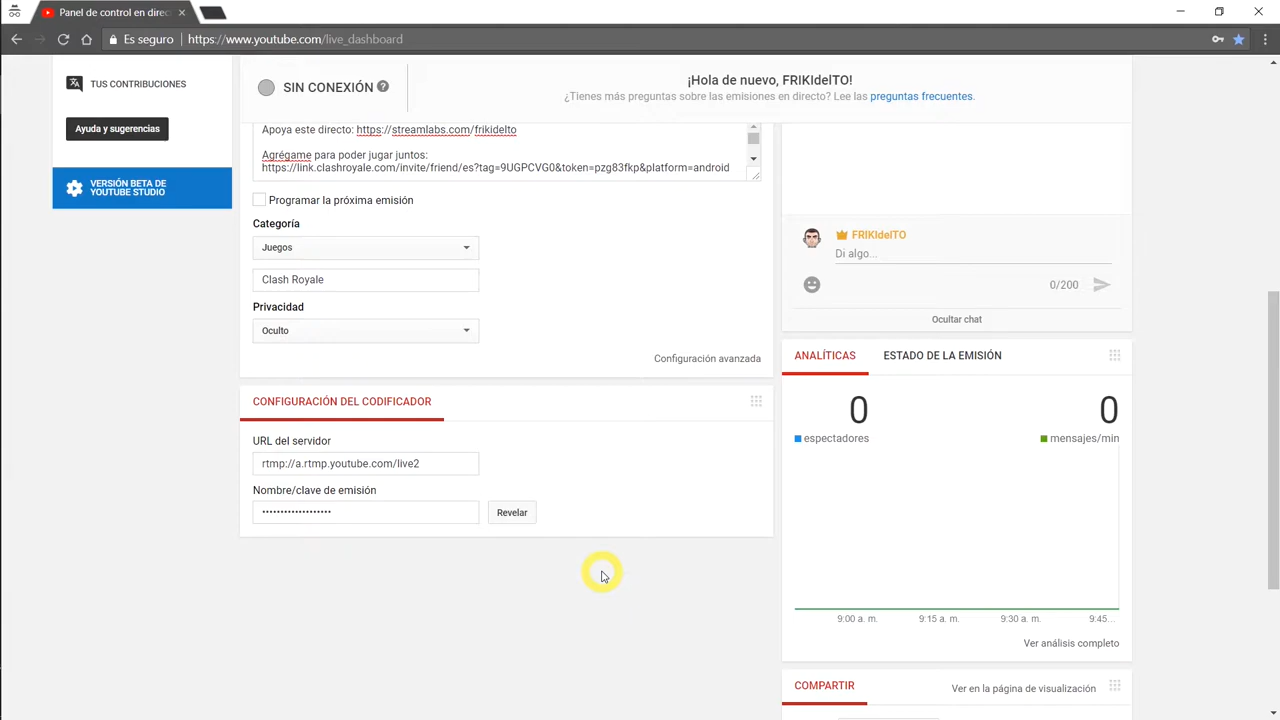 Panel de control en direc
Es seguro
https://www.youtube.com/live_dashboard
TUS CONTRIBUCIONES
Ayuda y sugerencias
VERSIÓN BETA DE
YOUTUBE STUDIO
SIN CONEXIÓN
¡Hola de nuevo, FRIKIdelTO!
¿Tienes más preguntas sobre las emisiones en directo? Lee las preguntas frecuentes.
Apoya este directo: https://streamlabs.com/frikidelto
Agrégame para poder jugar juntos:
https://link.clashroyale.com/invite/friend/es?tag=9UGPCVG0&token=pzg83fkp&platform=android
Programar la próxima emisión
Categoría
Juegos
Clash Royale
Privacidad
Oculto
Configuración avanzada
CONFIGURACIÓN DEL CODIFICADOR
URL del servidor
rtmp://a.rtmp.youtube.com/live2
Nombre/clave de emisión
•••••••••••••••••••
Revelar
FRIKIdelTO
Di algo...
0/200
Ocultar chat
ANALÍTICAS
ESTADO DE LA EMISIÓN
0
espectadores
0
mensajes/min
9:00 a. m.
9:15 a. m.
9:30 a. m.
9:45...
Ver análisis completo
COMPARTIR
Ver en la página de visualización